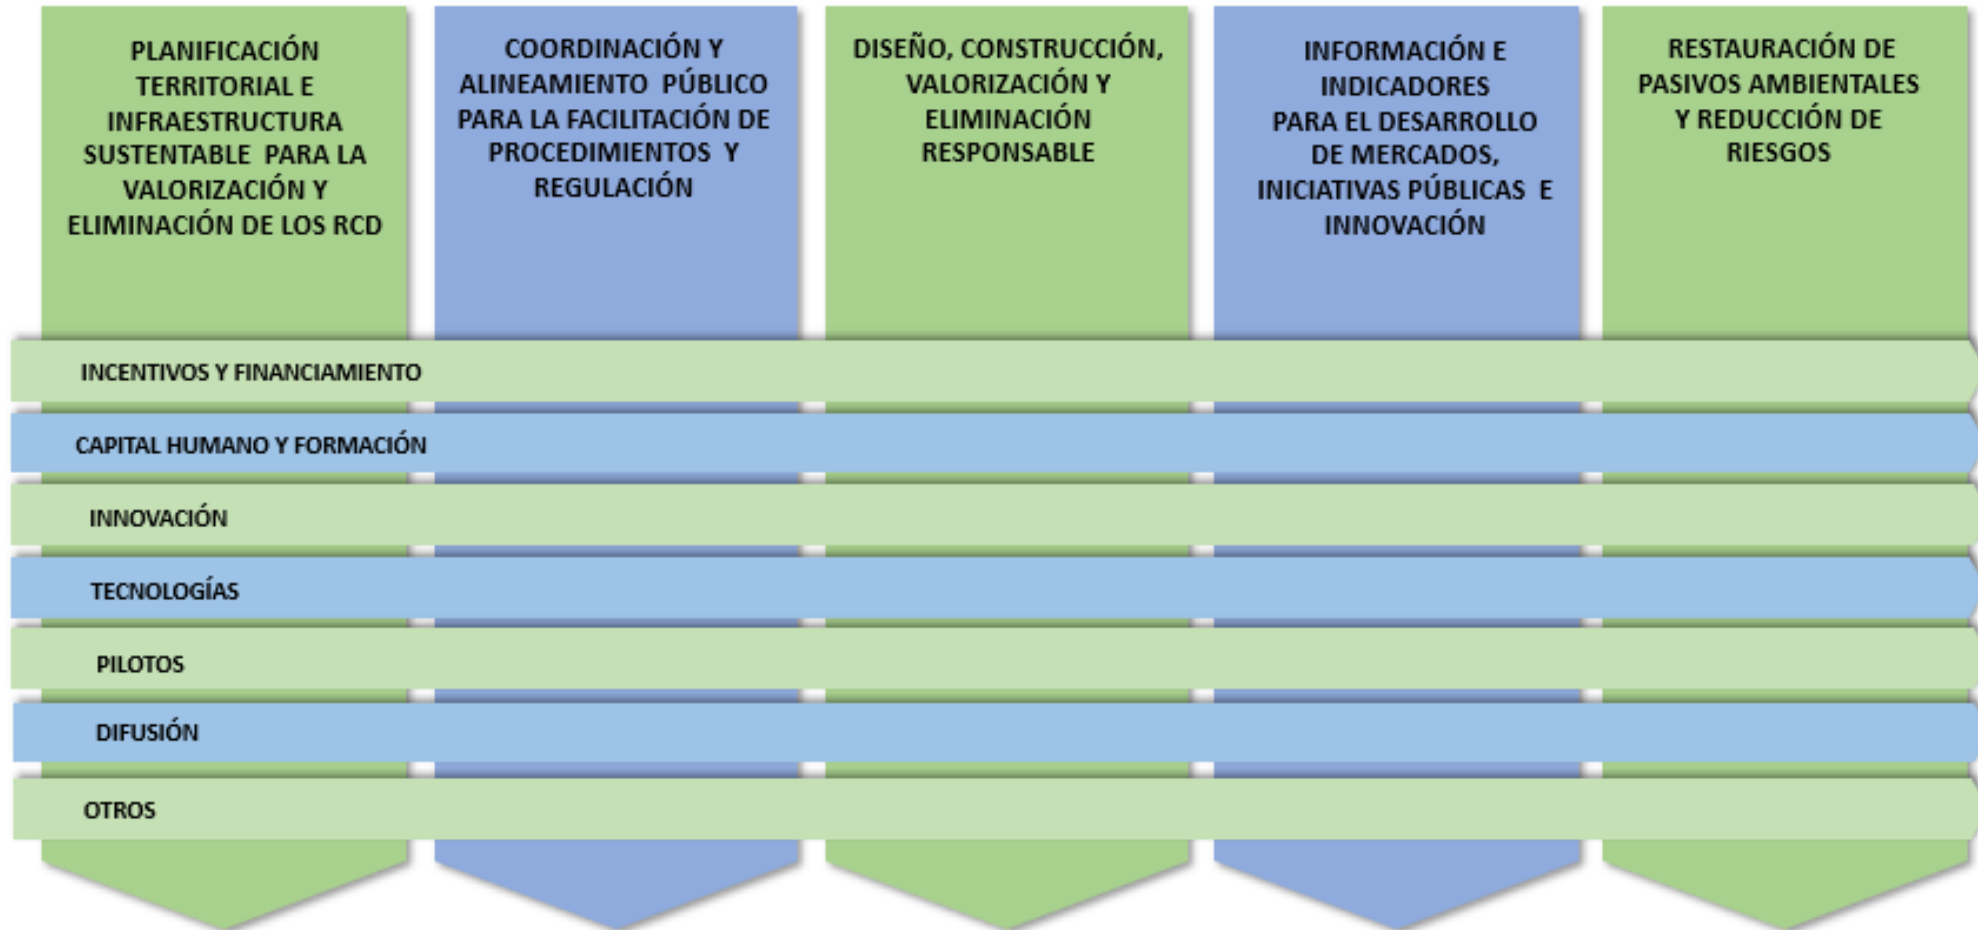 PLANIFICACIÓN
TERRITORIAL E
INFRAESTRUCTURA
SUSTENTABLE PARA LA
VALORIZACIÓN Y
ELIMINACIÓN DE LOS RCD
COORDINACIÓN Y
ALINEAMIENTO PÚBLICO
PARA LA FACILITACIÓN DE
PROCEDIMIENTOS Y
REGULACIÓN
DISEÑO, CONSTRUCCIÓN,
VALORIZACIÓN Y
ELIMINACIÓN
RESPONSABLE
INFORMACIÓN E
INDICADORES
PARA EL DESARROLLO
DE MERCADOS,
INICIATIVAS PÚBLICAS E
INNOVACIÓN
RESTAURACIÓN DE
PASIVOS AMBIENTALES
Y REDUCCIÓN DE
RIESGOS
INCENTIVOS Y FINANCIAMIENTO
CAPITAL HUMANO Y FORMACIÓN
INNOVACIÓN
TECNOLOGÍAS
PILOTOS
DIFUSIÓN
OTROS